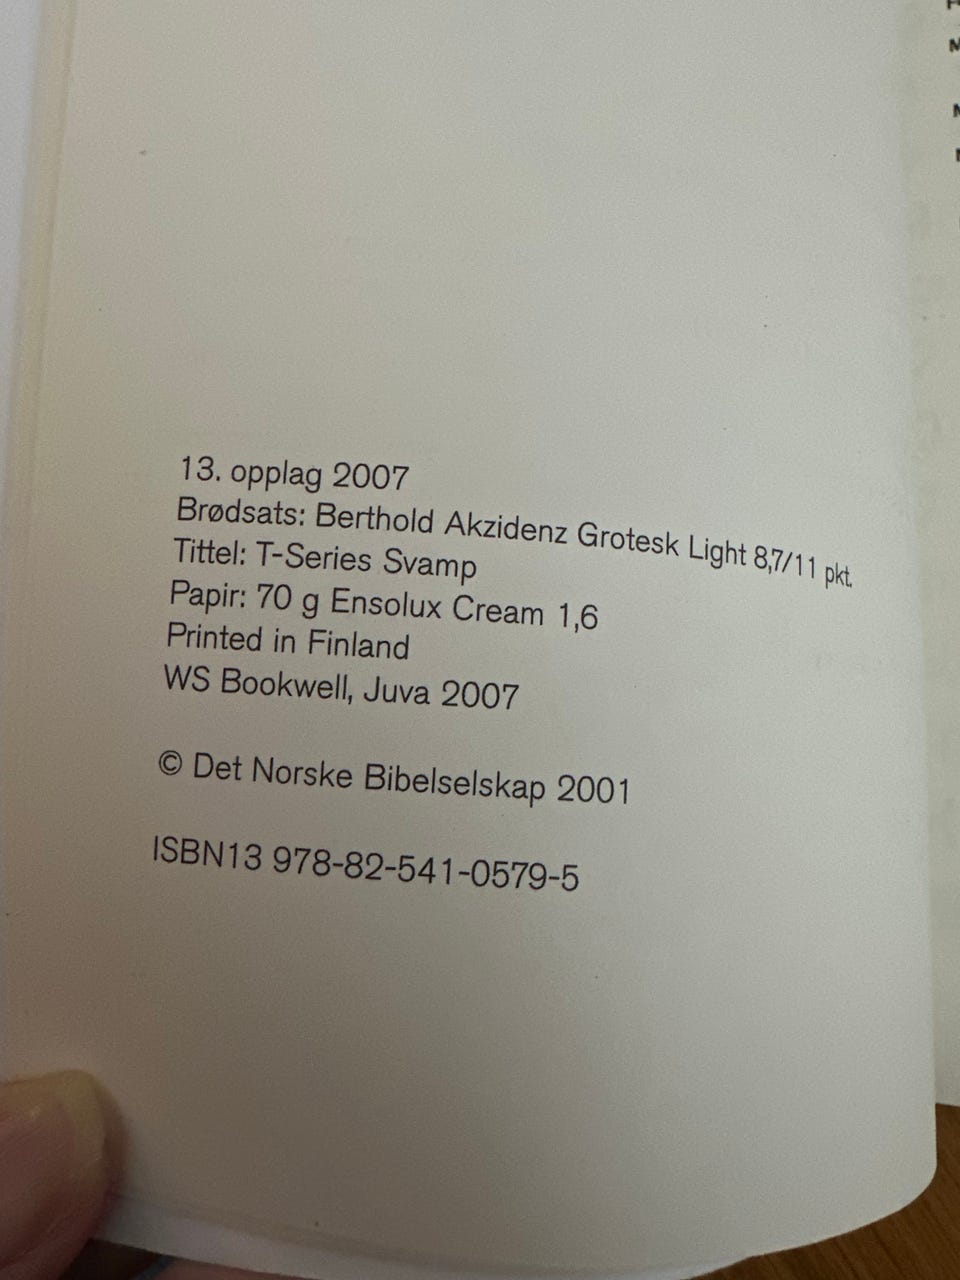 13. opplag 2007
Brødsats: Berthold Akzidenz Grotesk Light 8,7/11 pkt.
Tittel: T-Series Svamp
Papir: 70 g Ensolux Cream 1,6
Printed in Finland
WS Bookwell, Juva 2007
© Det Norske Bibelselskap 2001
ISBN13 978-82-541-0579-5